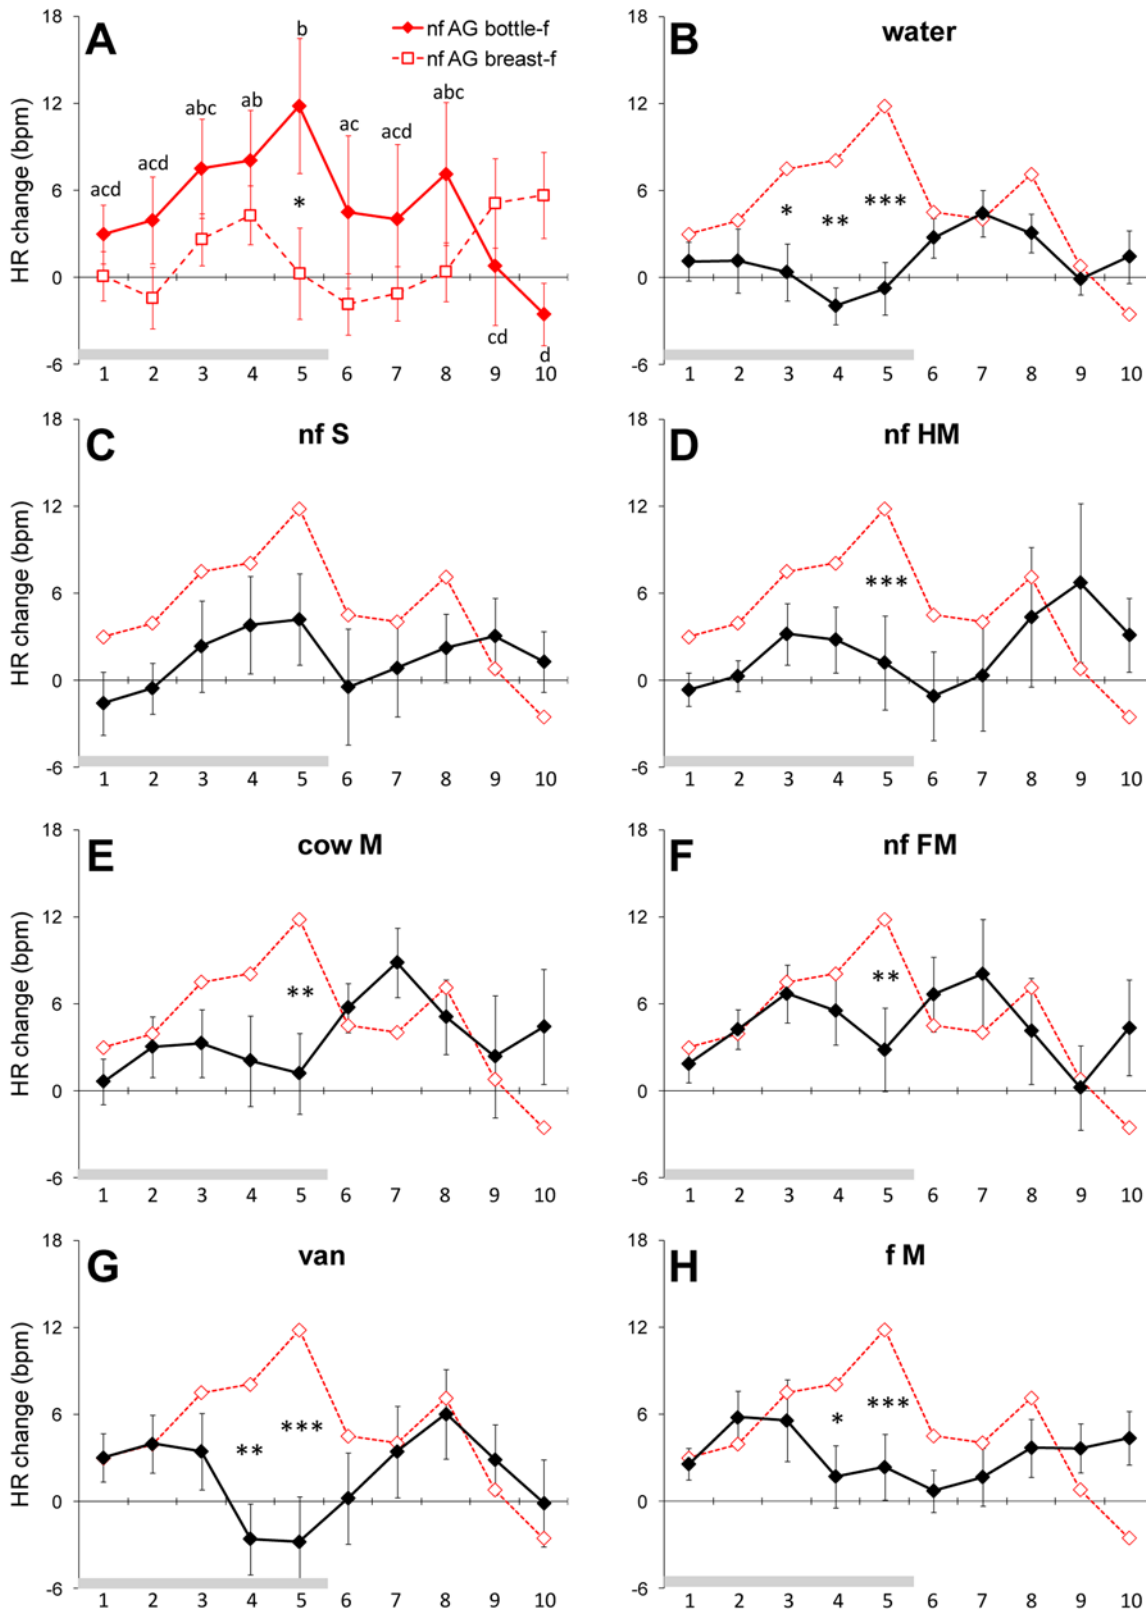 A
nf AG bottle-f
nf AG breast-f
HR change (bpm)
18
12
6
0
-6
acd
acd
abc
ab
b
*
ac
acd
abc
cd
d
1 2 3 4 5 6 7 8 9 10
B
water
18
12
6
0
-6
*
**
***
1 2 3 4 5 6 7 8 9 10
C
nf S
HR change (bpm)
18
12
6
0
-6
1 2 3 4 5 6 7 8 9 10
D
nf HM
18
12
6
0
-6
***
1 2 3 4 5 6 7 8 9 10
E
cow M
HR change (bpm)
18
12
6
0
-6
**
1 2 3 4 5 6 7 8 9 10
F
nf FM
18
12
6
0
-6
**
1 2 3 4 5 6 7 8 9 10
G
van
HR change (bpm)
18
12
6
0
-6
**
***
1 2 3 4 5 6 7 8 9 10
H
f M
18
12
6
0
-6
*
***
1 2 3 4 5 6 7 8 9 10